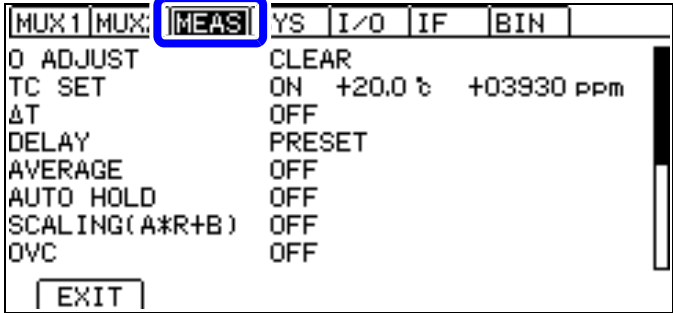 MUX1 MUX2 MEAS YS I/O IF BIN
0 ADJUST CLEAR
TC SET ON +20.0 ℃ +03930 ppm
ΔT OFF
DELAY PRESET
AVERAGE OFF
AUTO HOLD OFF
SCALING(A*R+B) OFF
OVC OFF
EXIT